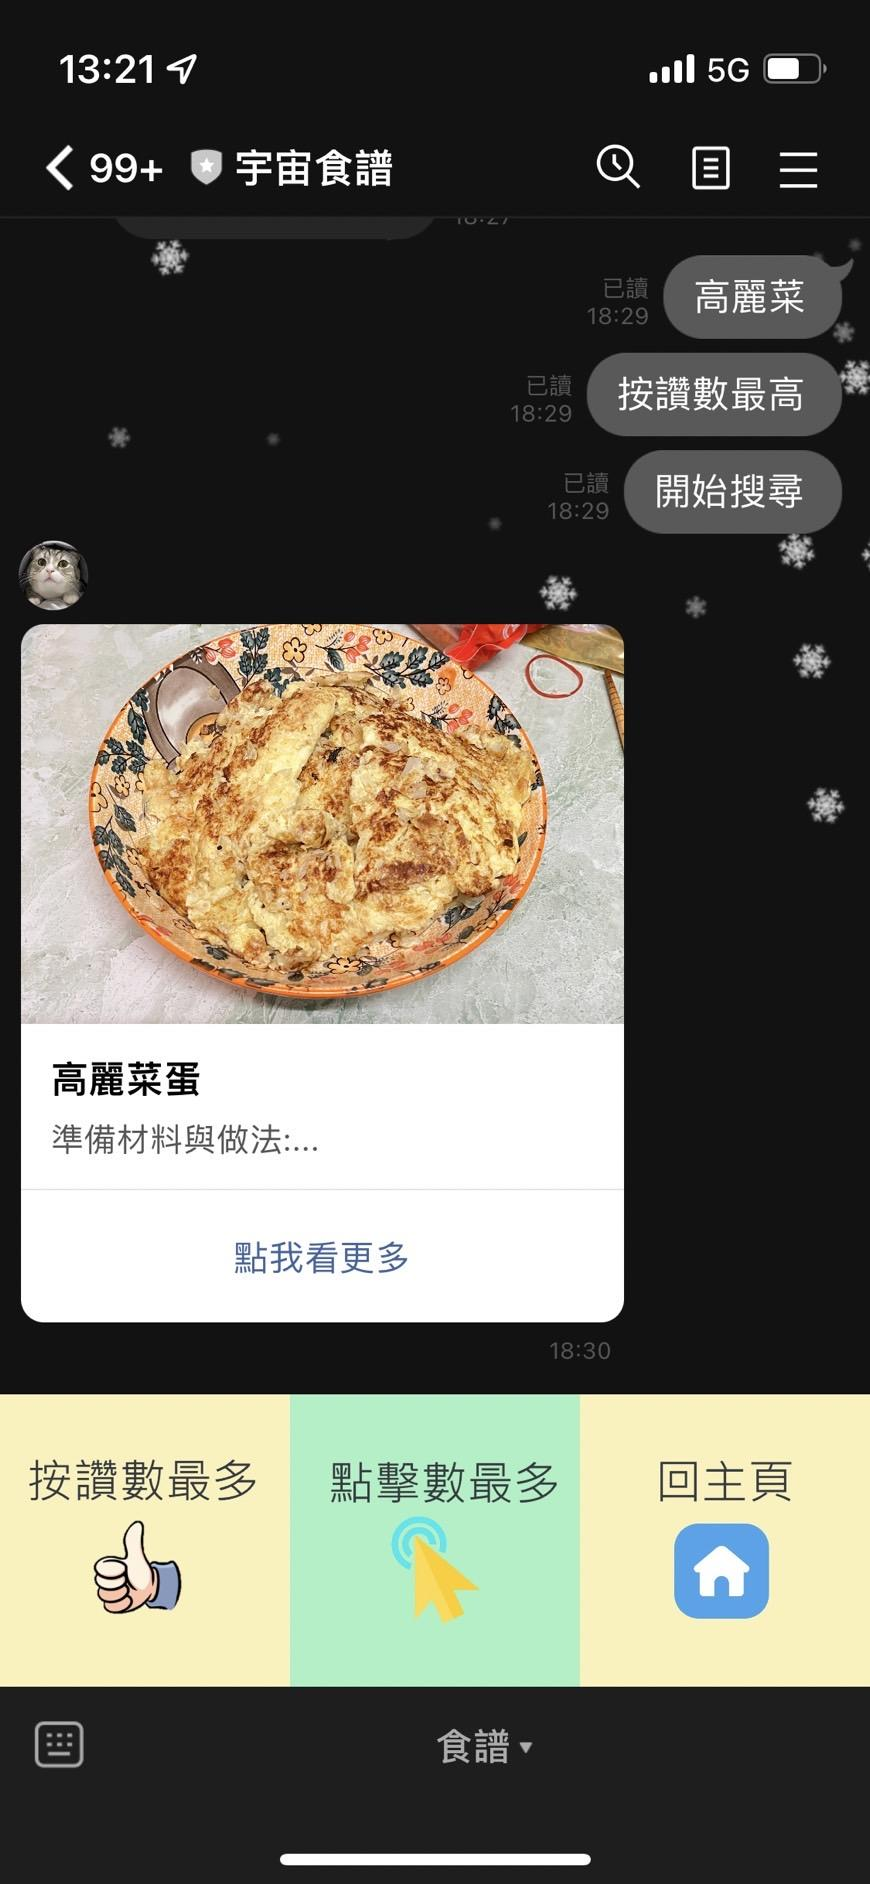 13:21
5G
99+
宇宙食譜
18:27
已讀
18:29
高麗菜
已讀
18:29
按讚數最高
已讀
18:29
開始搜尋
高麗菜蛋
準備材料與做法:...
點我看更多
18:30
按讚數最多
點擊數最多
回主頁
食譜